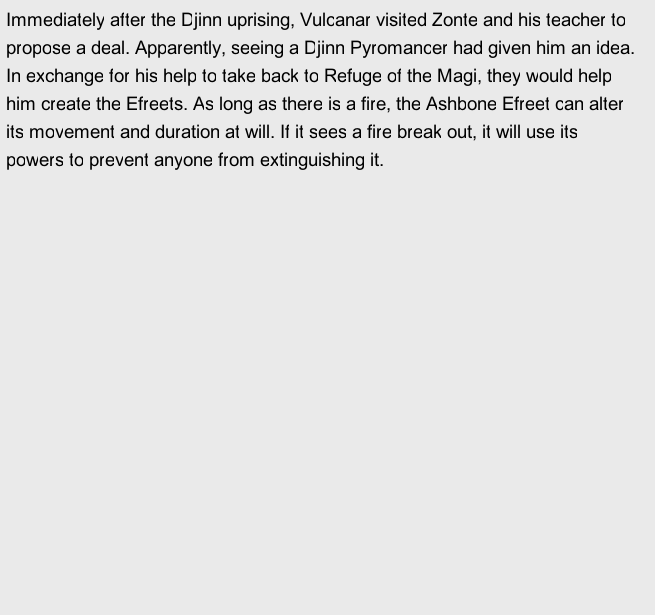 Immediately after the Djinn uprising, Vulcanar visited Zonte and his teacher to
propose a deal. Apparently, seeing a Djinn Pyromancer had given him an idea.
In exchange for his help to take back to Refuge of the Magi, they would help
him create the Efreets. As long as there is a fire, the Ashbone Efreet can alter
its movement and duration at will. If it sees a fire break out, it will use its
powers to prevent anyone from extinguishing it.